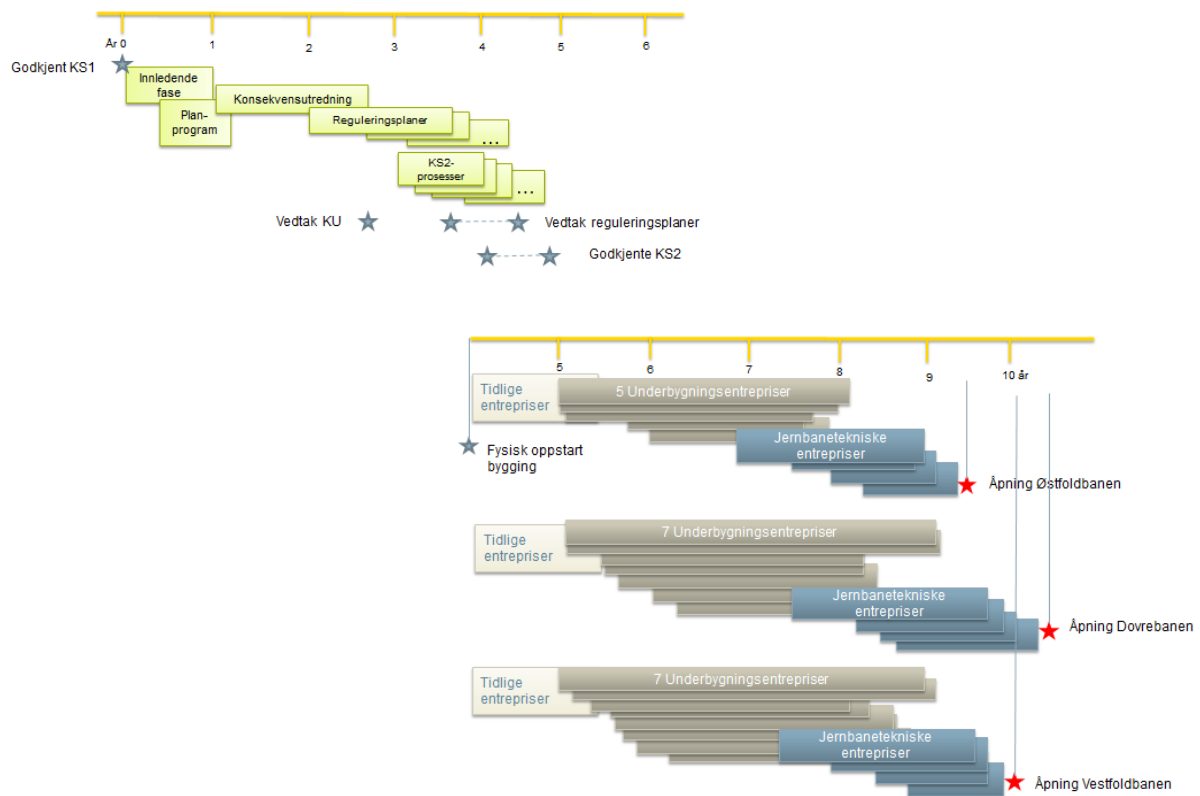 År 0
1
2
3
4
5
6
Godkjent KS1
Innledende
fase
Plan-
program
Konsekvensutredning
Reguleringsplaner
...
KS2-
prosesser
...
Vedtak KU
Vedtak reguleringsplaner
Godkjente KS2
5
6
7
8
9
10 år
Tidlige
entrepriser
5 Underbygningsentrepriser
Jernbanetekniske
entrepriser
Fysisk oppstart
bygging
Åpning Østfoldbanen
Tidlige
entrepriser
7 Underbygningsentrepriser
Jernbanetekniske
entrepriser
Åpning Dovrebanen
Tidlige
entrepriser
7 Underbygningsentrepriser
Jernbanetekniske
entrepriser
Åpning Vestfoldbanen